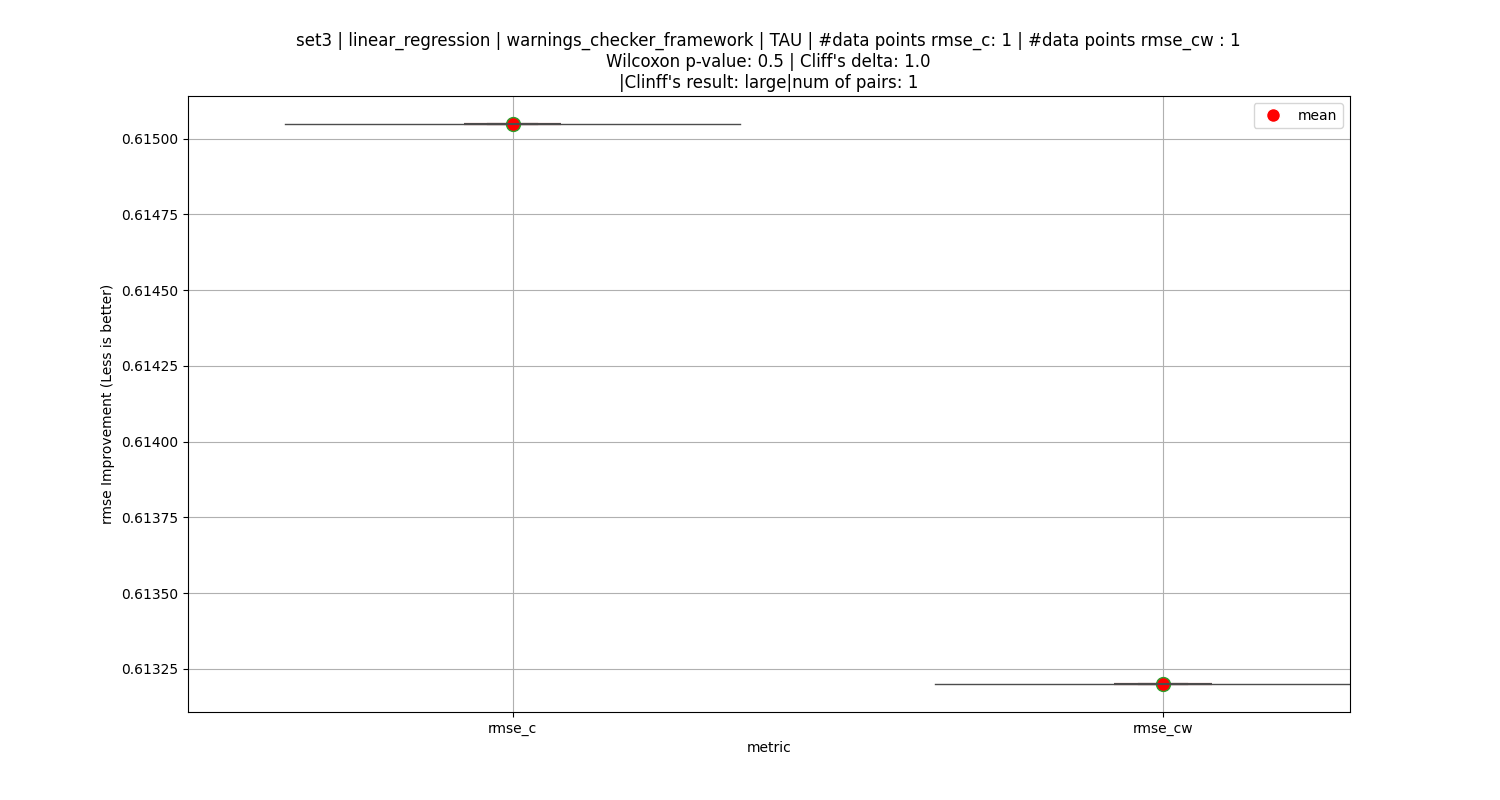 set3 | linear_regression | warnings_checker_framework | TAU | #data points rmse_c: 1 | #data points rmse_cw : 1
Wilcoxon p-value: 0.5 | Cliff's delta: 1.0
|Clinff's result: large|num of pairs: 1
mean
rmse Improvement (Less is better)
0.61500
0.61475
0.61450
0.61425
0.61400
0.61375
0.61350
0.61325
rmse_c
rmse_cw
metric